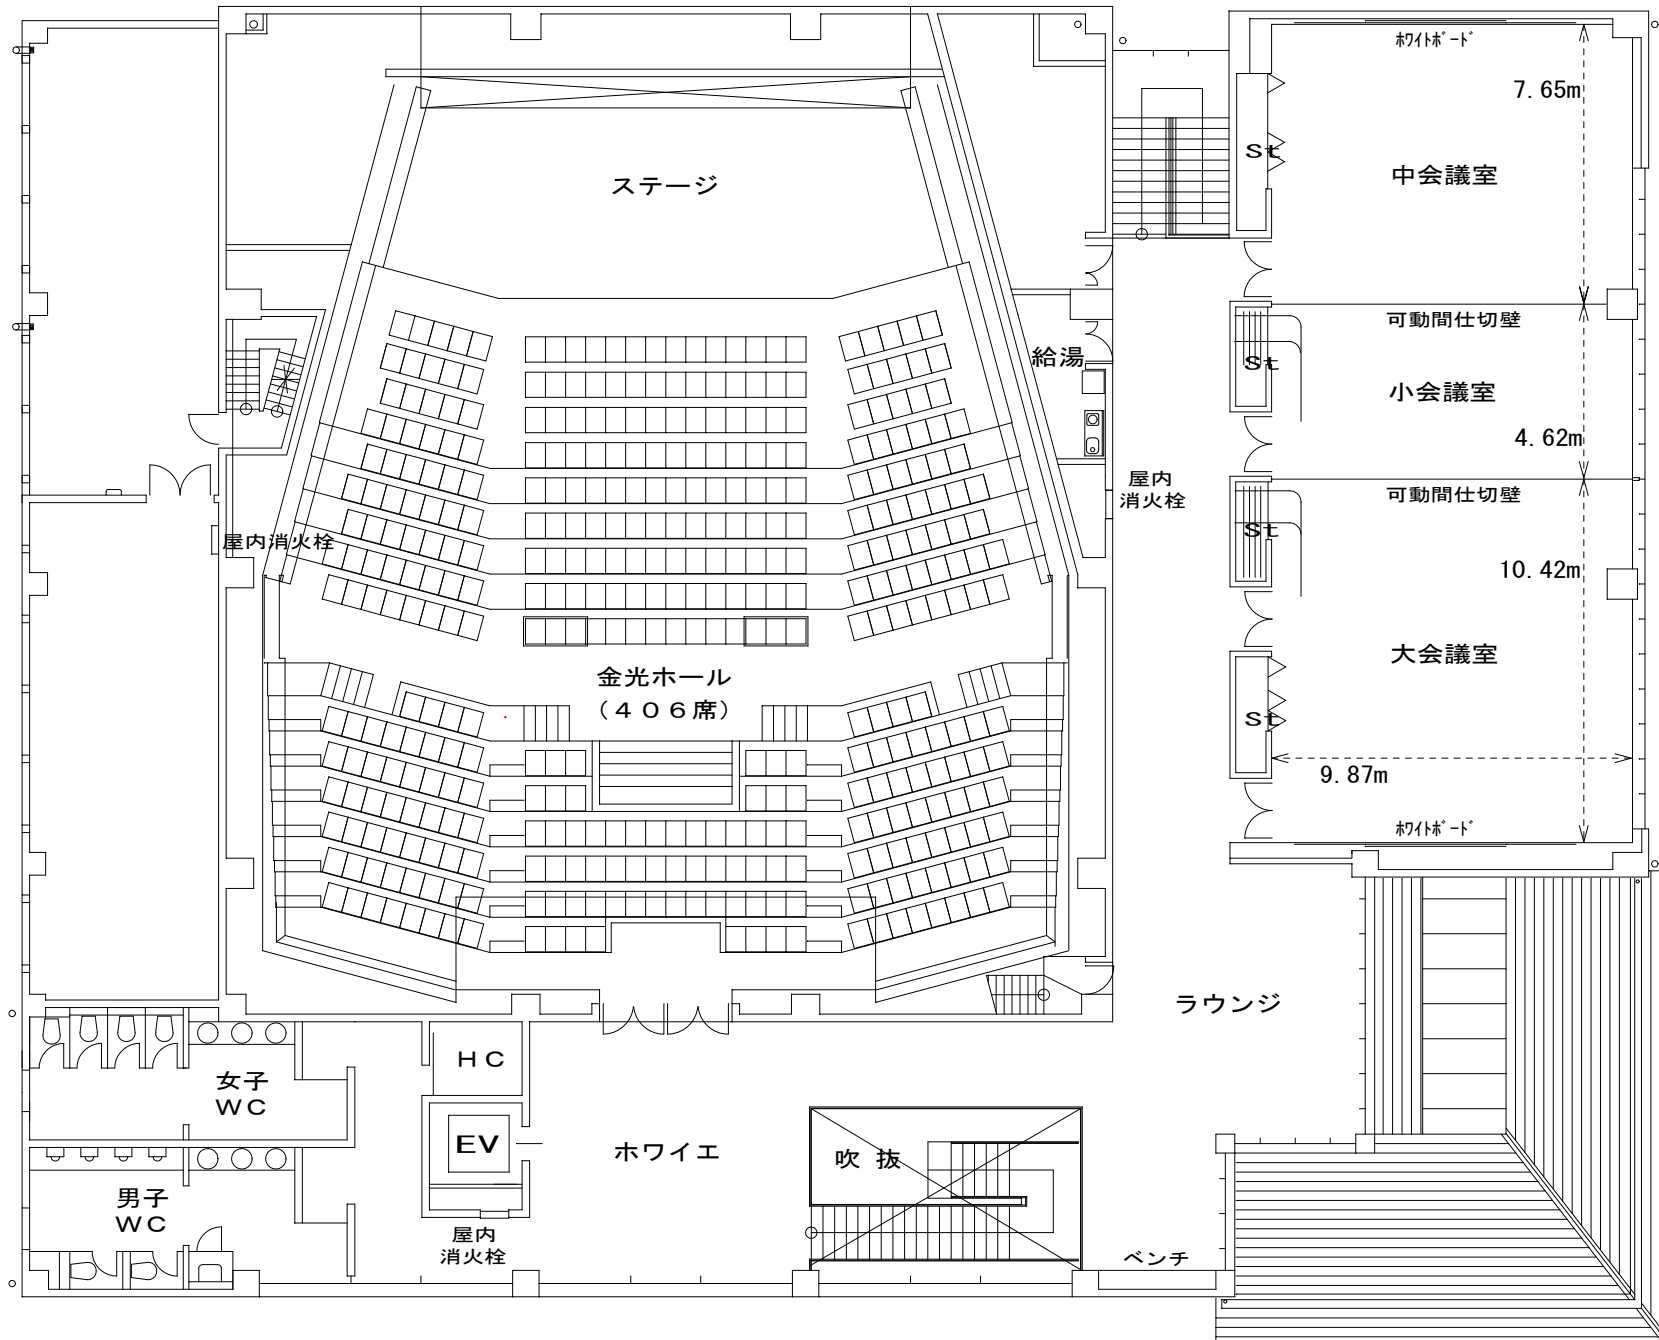 ﾎﾜｲﾄﾎﾞｰﾄﾞ
7.65m
St
中会議室
ステージ
可動間仕切壁
給湯
St
小会議室
4.62m
屋内
消火栓
可動間仕切壁
St
屋内消火栓
10.42m
大会議室
金光ホール
(406席)
St
9.87m
ﾎﾜｲﾄﾎﾞｰﾄﾞ
ラウンジ
HC
女子
WC
EV
ホワイエ
吹抜
男子
WC
屋内
消火栓
ベンチ